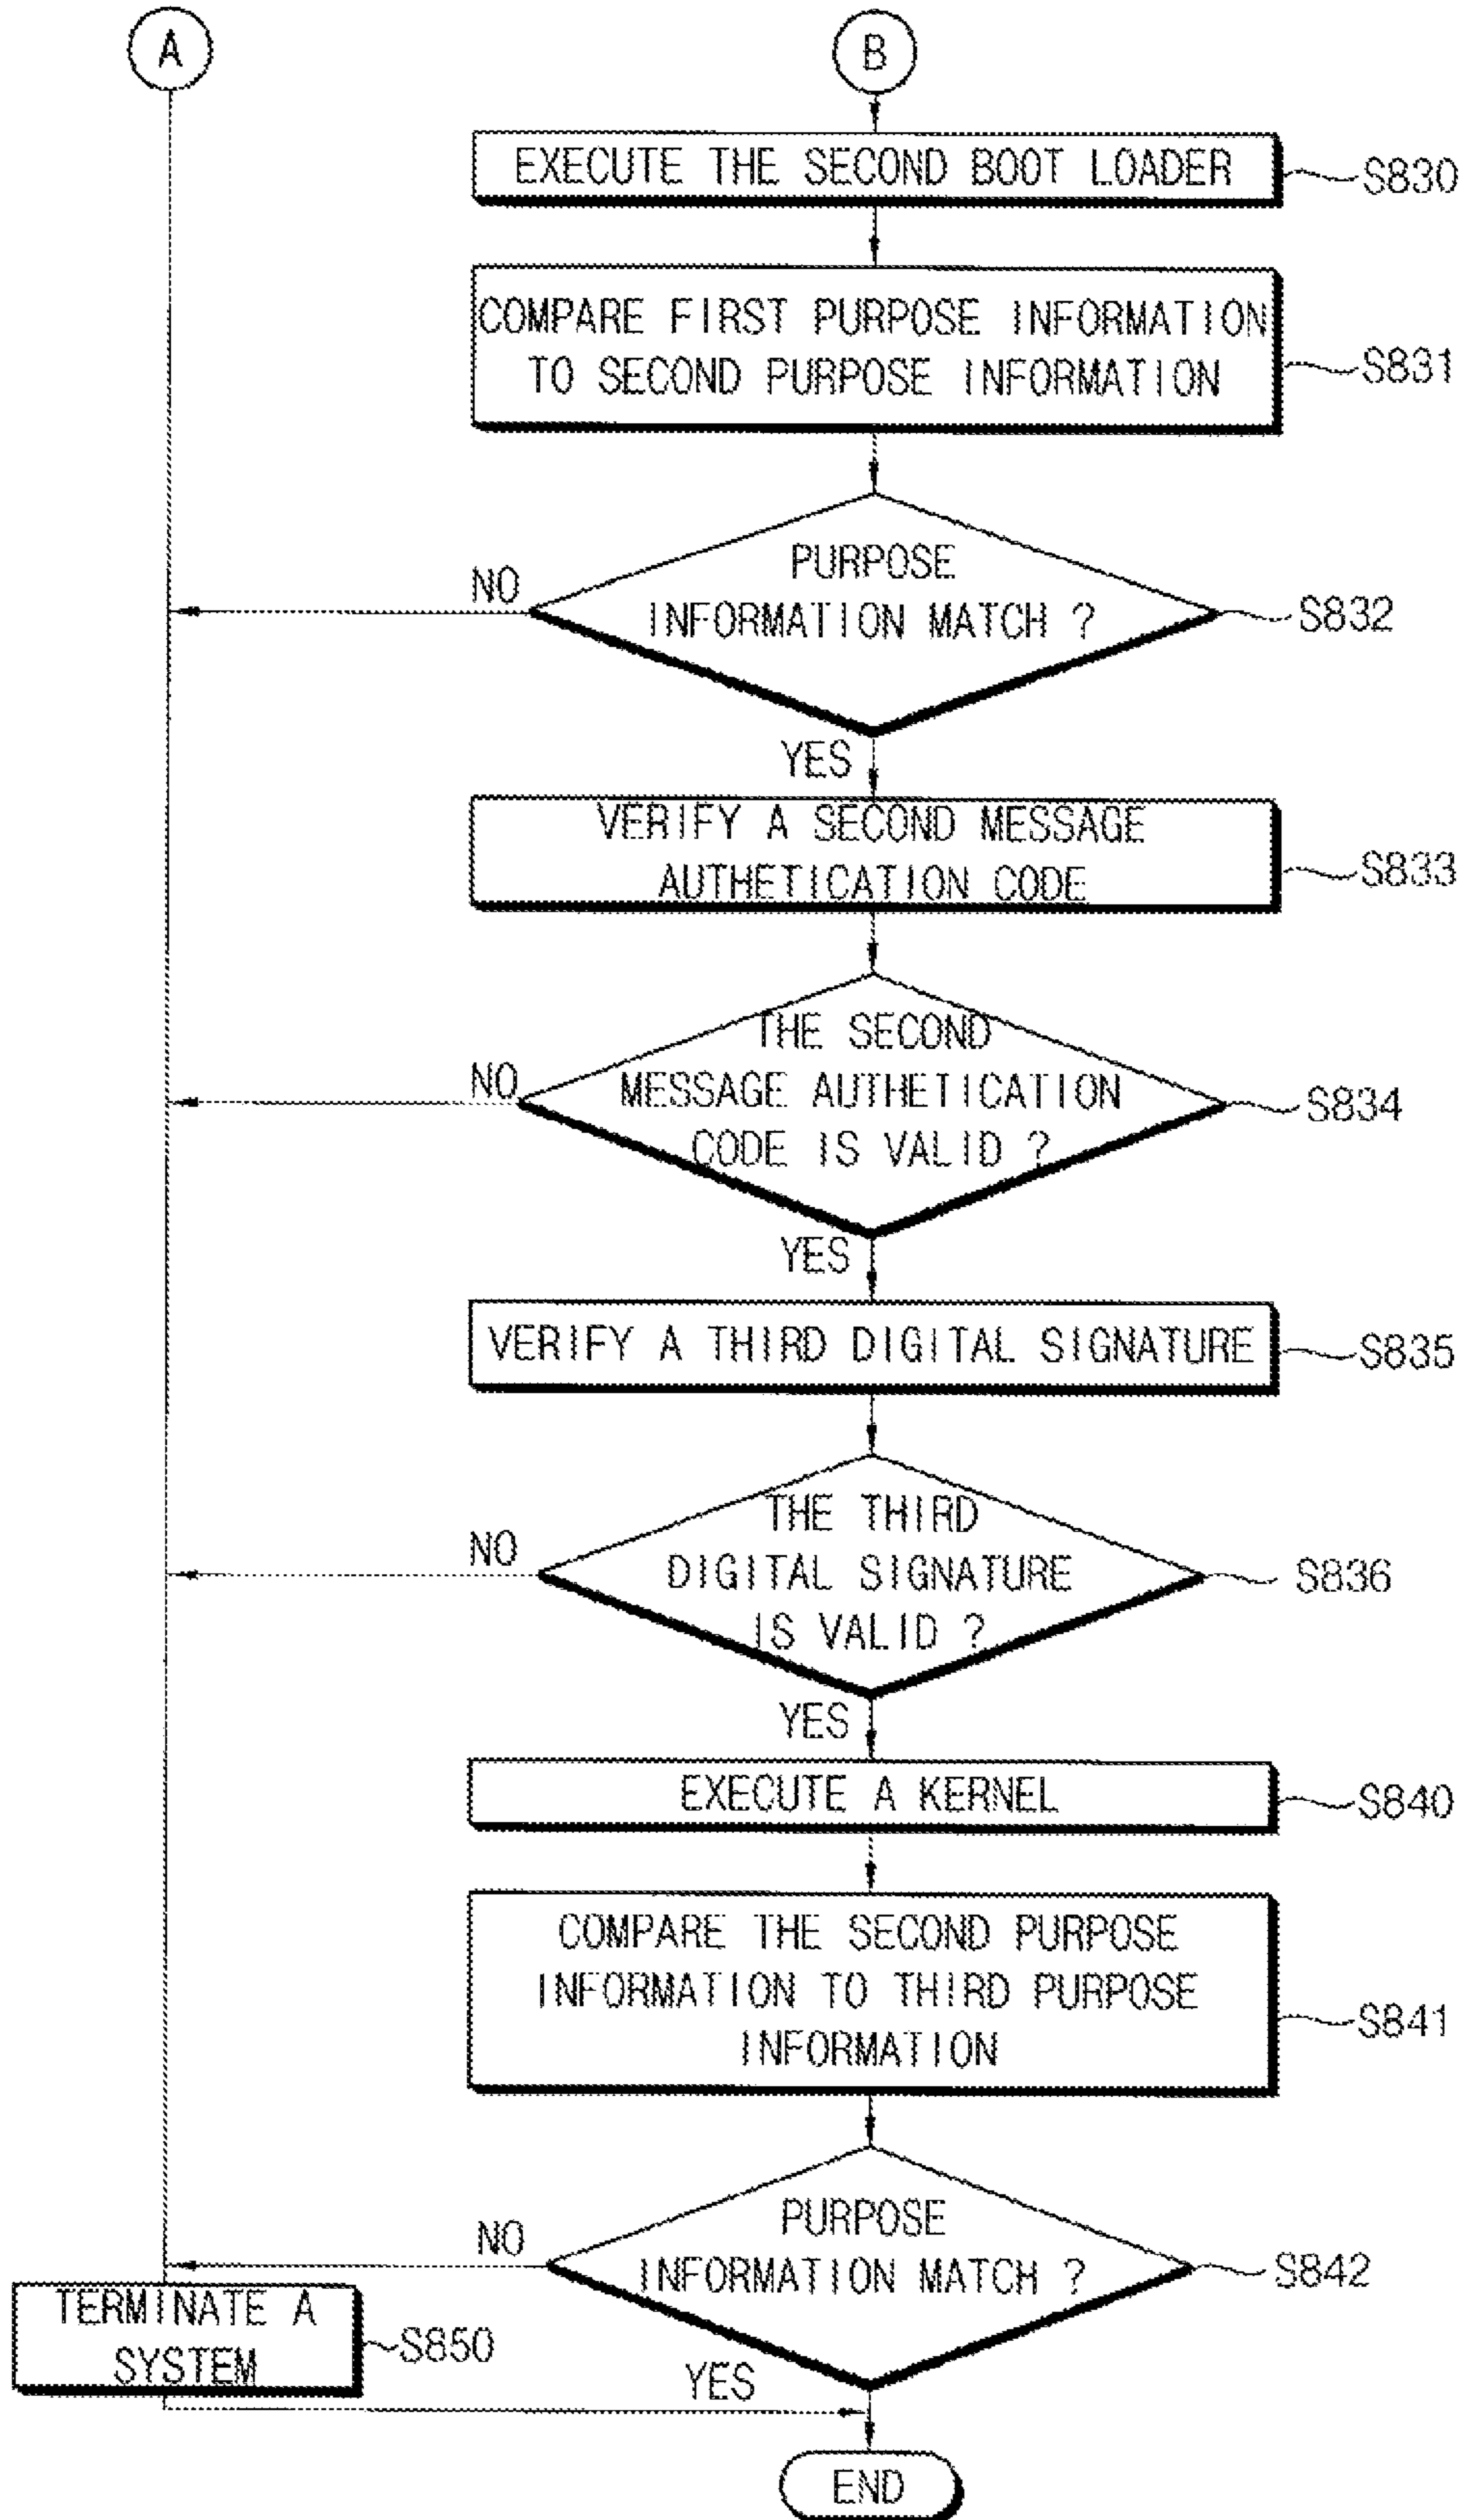 A
B
EXECUTE THE SECOND BOOT LOADER
S830
COMPARE FIRST PURPOSE INFORMATION
TO SECOND PURPOSE INFORMATION
S831
PURPOSE
INFORMATION MATCH ?
NO
S832
YES
VERIFY A SECOND MESSAGE
AUTHETICATION CODE
S833
THE SECOND
MESSAGE AUTHETICATION
CODE IS VALID ?
NO
S834
YES
VERIFY A THIRD DIGITAL SIGNATURE
S835
THE THIRD
DIGITAL SIGNATURE
IS VALID ?
NO
S836
YES
EXECUTE A KERNEL
S840
COMPARE THE SECOND PURPOSE
INFORMATION TO THIRD PURPOSE
INFORMATION
S841
PURPOSE
INFORMATION MATCH ?
NO
S842
TERMINATE A
SYSTEM
S850
YES
END